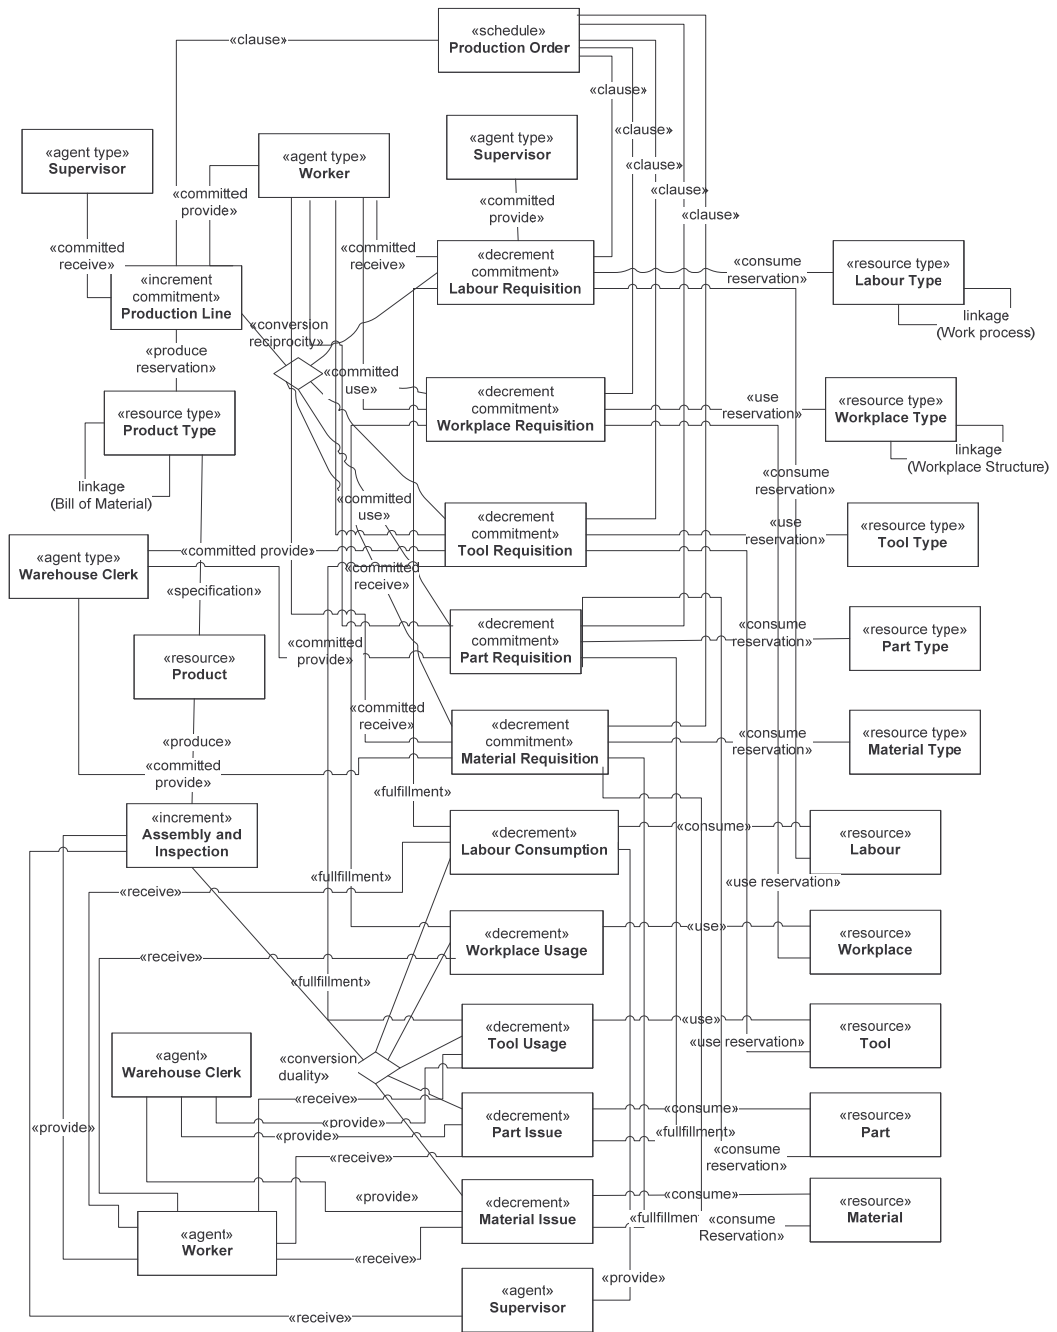 «schedule»
Production Order
«clause»
«clause»
«clause»
«clause»
«clause»
«clause»
«agent type»
Supervisor
«agent type»
Worker
«agent type»
Supervisor
«committed
provide»
«committed
provide»
«committed
receive»
«committed
receive»
«increment
commitment»
Production Line
«decrement
commitment»
Labour Requisition
«consume
reservation»
«resource type»
Labour Type
linkage
(Work process)
«conversion
reciprocity»
«produce
reservation»
«committed
use»
«resource type»
Product Type
linkage
(Bill of Material)
«decrement
commitment»
Workplace Requisition
«use
reservation»
«resource type»
Workplace Type
linkage
(Workplace Structure)
«consume
reservation»
«committed
use»
«decrement
commitment»
Tool Requisition
«use
reservation»
«resource type»
Tool Type
«agent type»
Warehouse Clerk
«committed provide»
«committed
receive»
«specification»
«decrement
commitment»
Part Requisition
«consume
reservation»
«resource type»
Part Type
«committed
provide»
«resource»
Product
«committed
receive»
«decrement
commitment»
Material Requisition
«consume
reservation»
«resource type»
Material Type
«produce»
«committed
provide»
«fulfillment»
«increment»
Assembly and
Inspection
«decrement»
Labour Consumption
«consume»
«resource»
Labour
«fullfillment»
«receive»
«use reservation»
«decrement»
Workplace Usage
«use»
«resource»
Workplace
«receive»
«fullfillment»
«decrement»
Tool Usage
«use»
«use reservation»
«resource»
Tool
«agent»
Warehouse Clerk
«conversion
duality»
«receive»
«provide»
«provide»
«provide»
«decrement»
Part Issue
«consume»
«fullfillment»
«resource»
Part
«receive»
«consume
reservation»
«provide»
«decrement»
Material Issue
«consume»
«resource»
Material
«fullfillment
«consume
Reservation»
«agent»
Worker
«receive»
«provide»
«agent»
Supervisor
«receive»